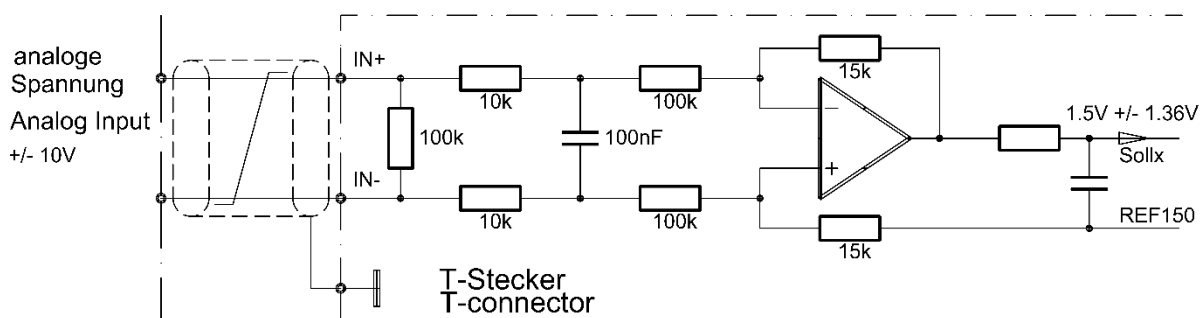 analoge
Spannung
Analog Input
+/- 10V
IN+
IN-
100k
10k
10k
100nF
100k
100k
15k
15k
−
+
1.5V +/- 1.36V
Sollx
REF150
T-Stecker
T-connector